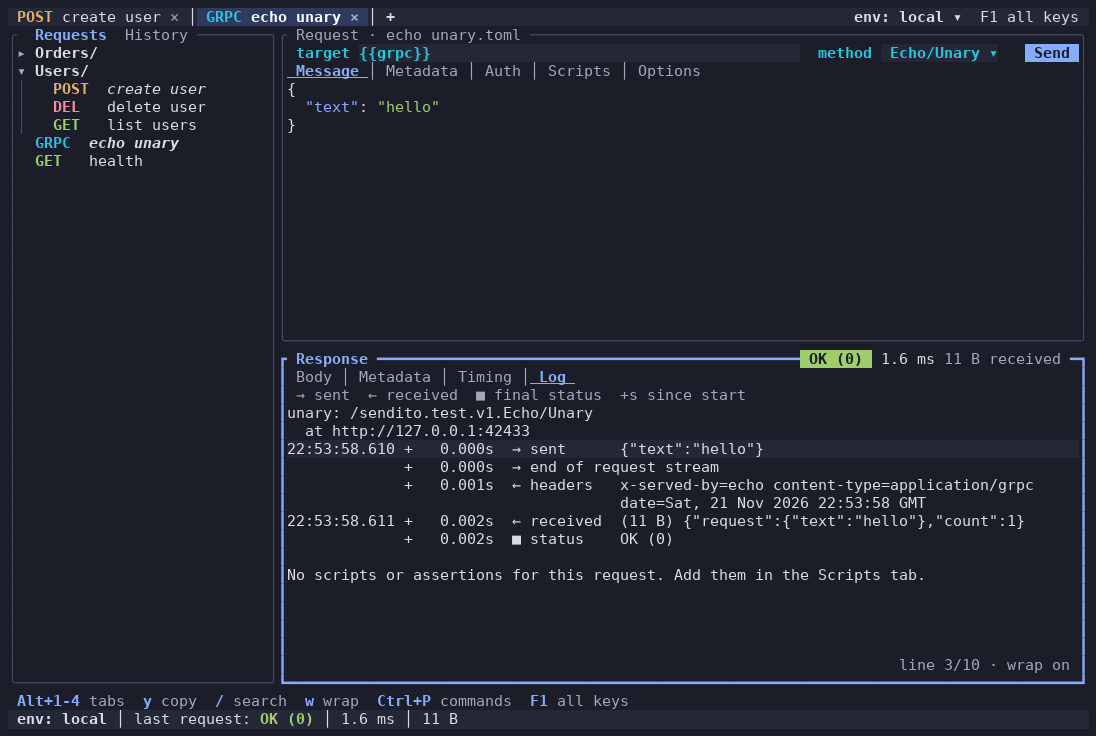 POST create user × │ GRPC echo unary × │ + env: local ▾ F1 all keys
Requests History
▸ Orders/
▾ Users/
POST create user
DEL delete user
GET list users
GRPC echo unary
GET health
Request · echo unary.toml
target {{grpc}} method Echo/Unary ▾ Send
Message │ Metadata │ Auth │ Scripts │ Options
{
"text": "hello"
}
Response OK (0) 1.6 ms 11 B received
Body │ Metadata │ Timing │ Log
→ sent ← received ■ final status +s since start
unary: /sendito.test.v1.Echo/Unary
at http://127.0.0.1:42433
22:53:58.610 + 0.000s → sent {"text":"hello"}
+ 0.000s → end of request stream
+ 0.001s ← headers x-served-by=echo content-type=application/grpc
date=Sat, 21 Nov 2026 22:53:58 GMT
22:53:58.611 + 0.002s ← received (11 B) {"request":{"text":"hello"},"count":1}
+ 0.002s ■ status OK (0)
No scripts or assertions for this request. Add them in the Scripts tab.
line 3/10 · wrap on
Alt+1-4 tabs y copy / search w wrap Ctrl+P commands F1 all keys
env: local │ last request: OK (0) │ 1.6 ms │ 11 B